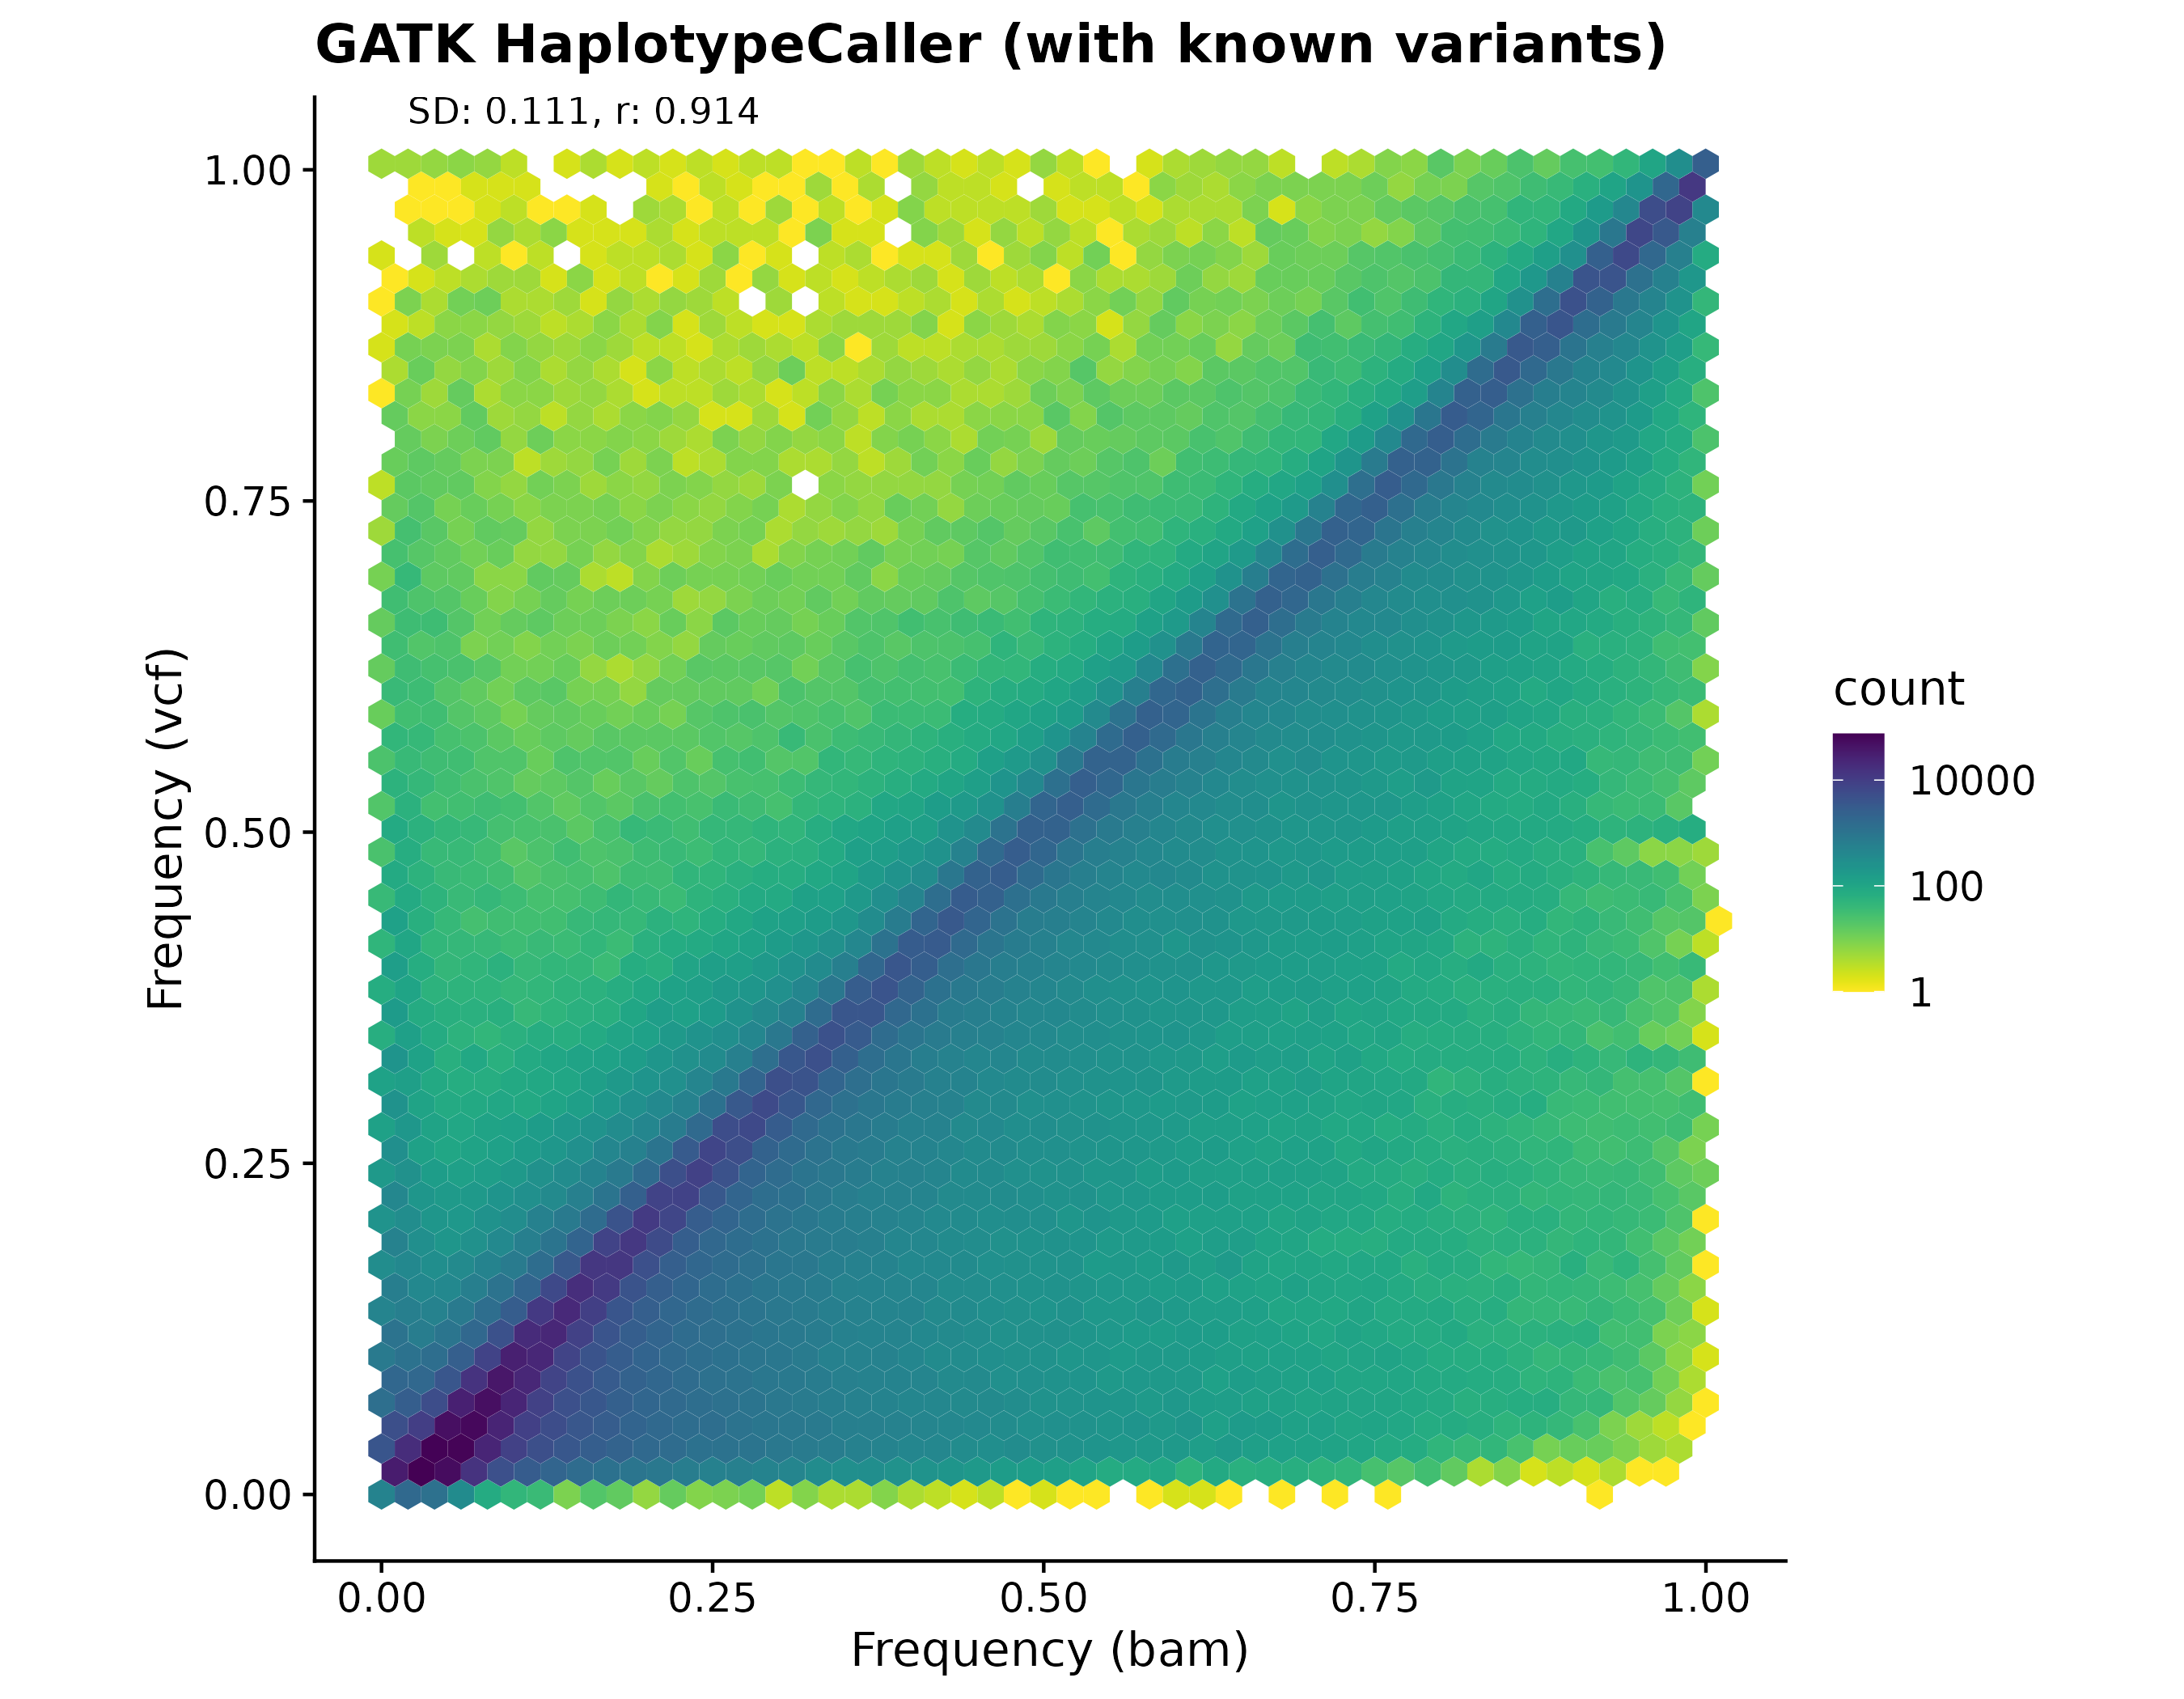 GATK HaplotypeCaller (with known variants)
SD: 0.111, r: 0.914
1.00
0.75
0.50
0.25
0.00
Frequency (vcf)
0.00 0.25 0.50 0.75 1.00
Frequency (bam)
count
10000
100
1